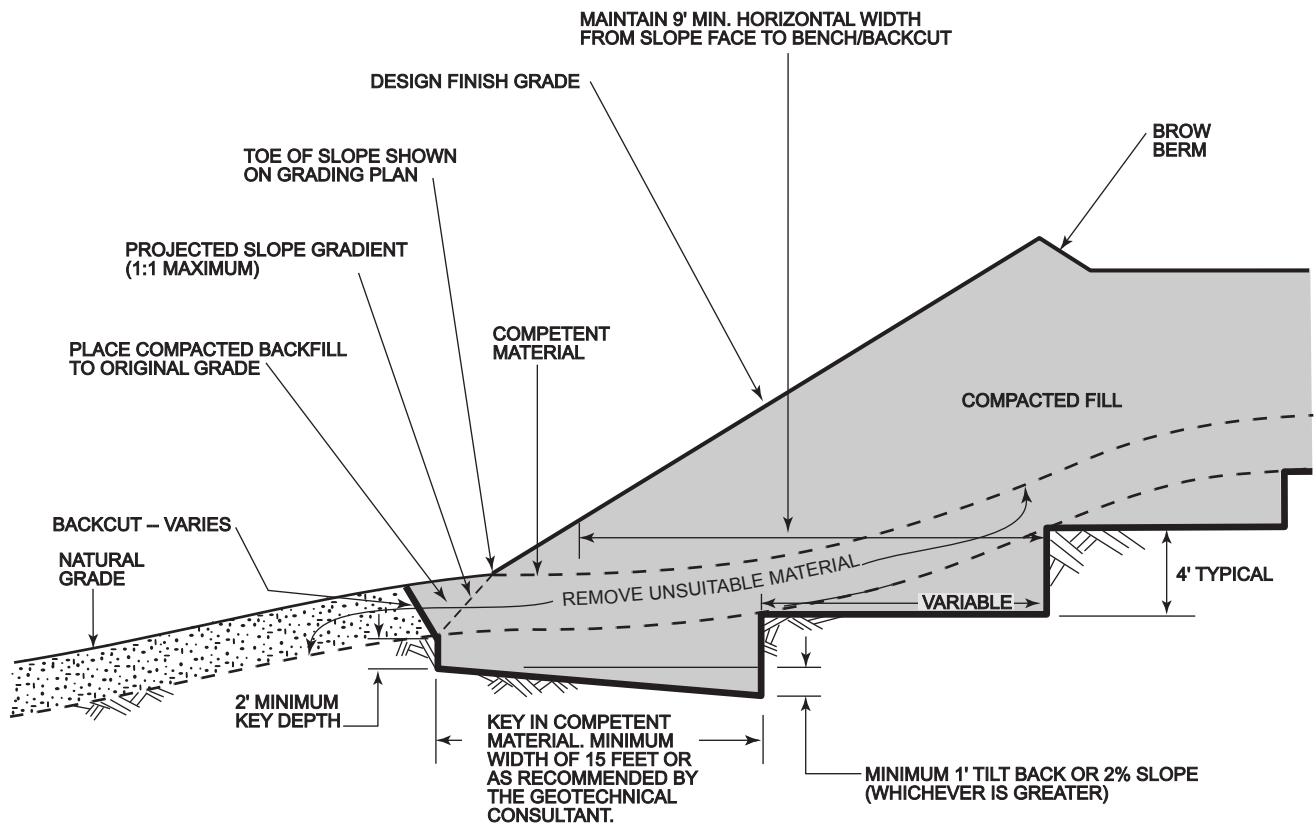 MAINTAIN 9' MIN. HORIZONTAL WIDTH
FROM SLOPE FACE TO BENCH/BACKCUT
DESIGN FINISH GRADE
BROW
BERM
TOE OF SLOPE SHOWN
ON GRADING PLAN
PROJECTED SLOPE GRADIENT
(1:1 MAXIMUM)
PLACE COMPACTED BACKFILL
TO ORIGINAL GRADE
COMPETENT
MATERIAL
COMPACTED FILL
BACKCUT – VARIES
NATURAL
GRADE
REMOVE UNSUITABLE MATERIAL
VARIABLE
4' TYPICAL
2' MINIMUM
KEY DEPTH
KEY IN COMPETENT
MATERIAL. MINIMUM
WIDTH OF 15 FEET OR
AS RECOMMENDED BY
THE GEOTECHNICAL
CONSULTANT.
MINIMUM 1' TILT BACK OR 2% SLOPE
(WHICHEVER IS GREATER)